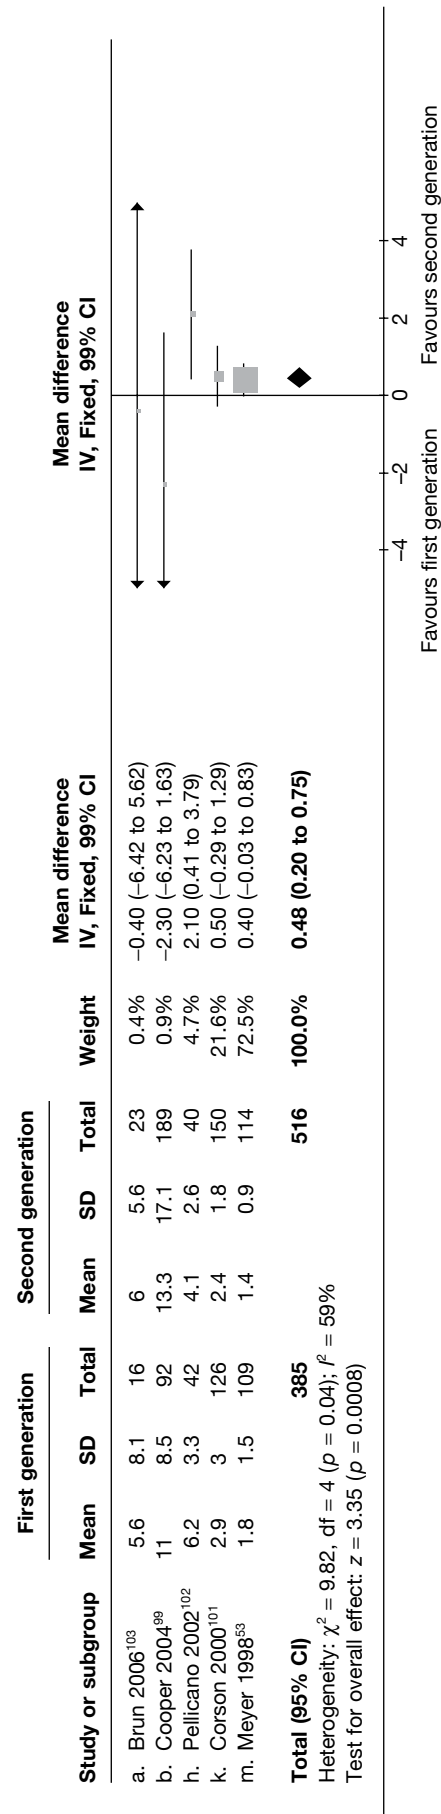 First generation Second generation Mean difference Mean difference
Study or subgroup Mean SD Total Mean SD Total Weight IV, Fixed, 99% CI IV, Fixed, 99% CI
a. Brun 2006¹⁰³ 5.6 8.1 16 6 5.6 23 0.4% −0.40 (−6.42 to 5.62)
b. Cooper 2004⁹⁹ 11 8.5 92 13.3 17.1 189 0.9% −2.30 (−6.23 to 1.63)
h. Pellicano 2002¹⁰² 6.2 3.3 42 4.1 2.6 40 4.7% 2.10 (0.41 to 3.79)
k. Corson 2000¹⁰¹ 2.9 3 126 2.4 1.8 150 21.6% 0.50 (−0.29 to 1.29)
m. Meyer 1998⁵³ 1.8 1.5 109 1.4 0.9 114 72.5% 0.40 (−0.03 to 0.83)
Total (95% CI) 385 516 100.0% 0.48 (0.20 to 0.75)
Heterogeneity: χ² = 9.82, df = 4 (p = 0.04); I² = 59%
Test for overall effect: z = 3.35 (p = 0.0008)
−4 −2 0 2 4
Favours first generation Favours second generation